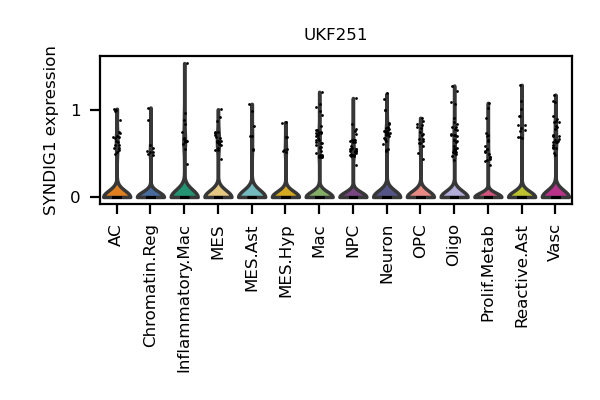 UKF251
SYNDIG1 expression
1
0
AC
Chromatin.Reg
Inflammatory.Mac
MES
MES.Ast
MES.Hyp
Mac
NPC
Neuron
OPC
Oligo
Prolif.Metab
Reactive.Ast
Vasc